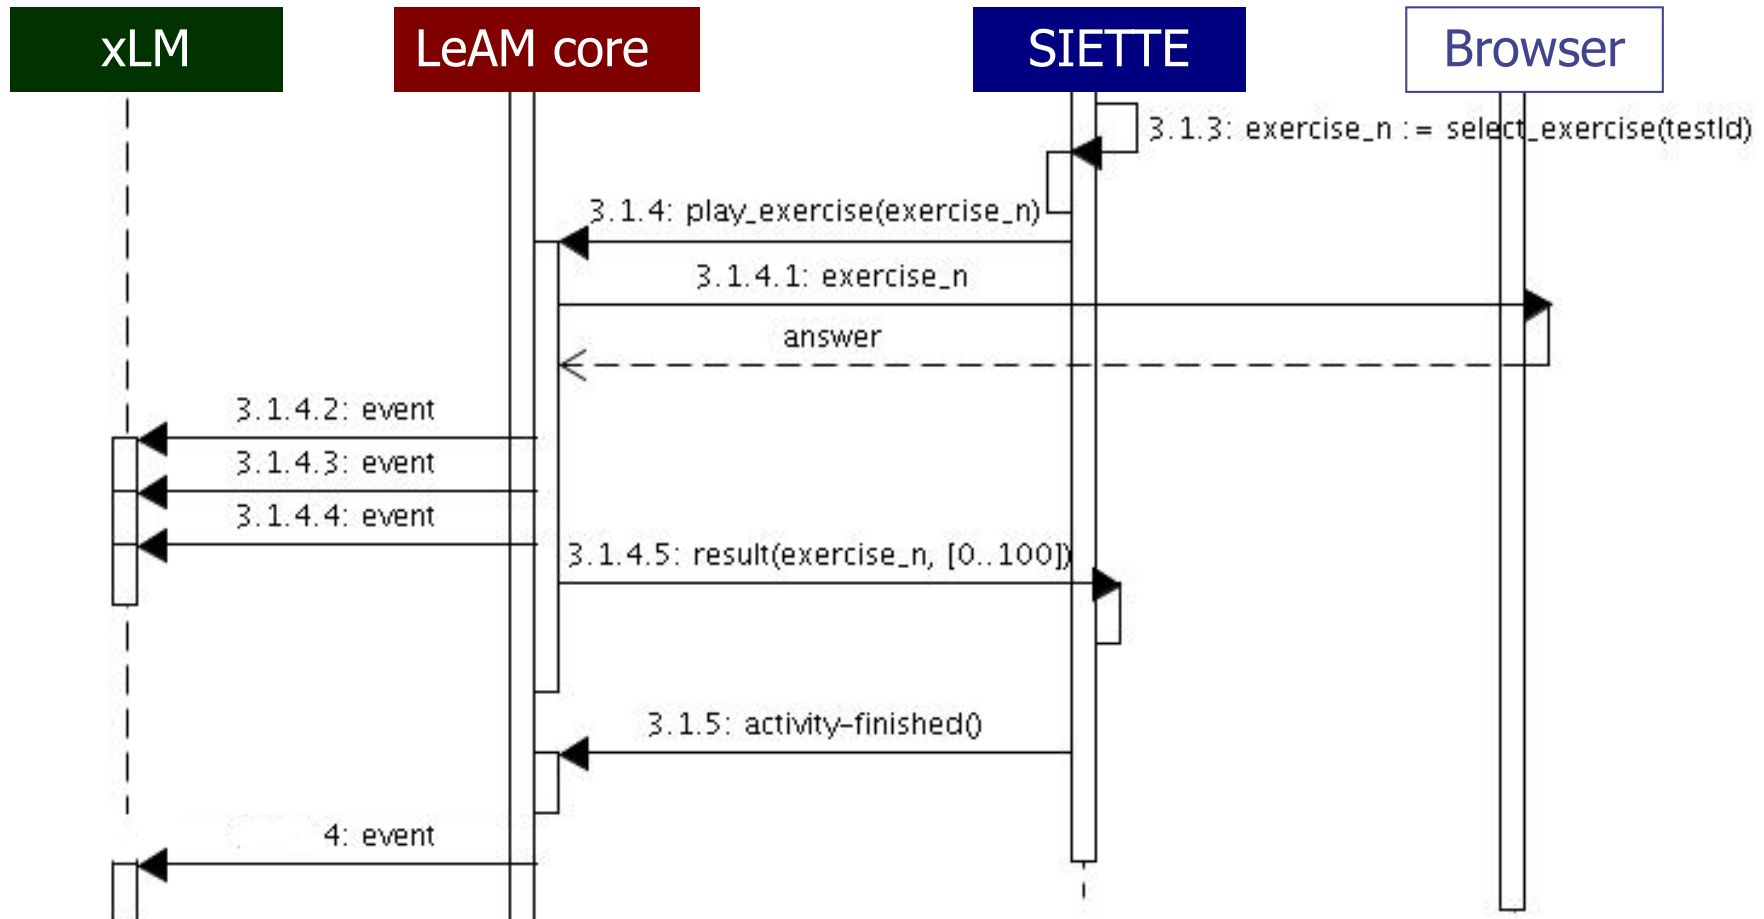 xLM
LeAM core
SIETTE
Browser
3.1.3: exercise_n := select_exercise(testId)
3.1.4: play_exercise(exercise_n)
3.1.4.1: exercise_n
answer
3.1.4.2: event
3.1.4.3: event
3.1.4.4: event
3.1.4.5: result(exercise_n, [0..100])
3.1.5: activity-finished()
4: event